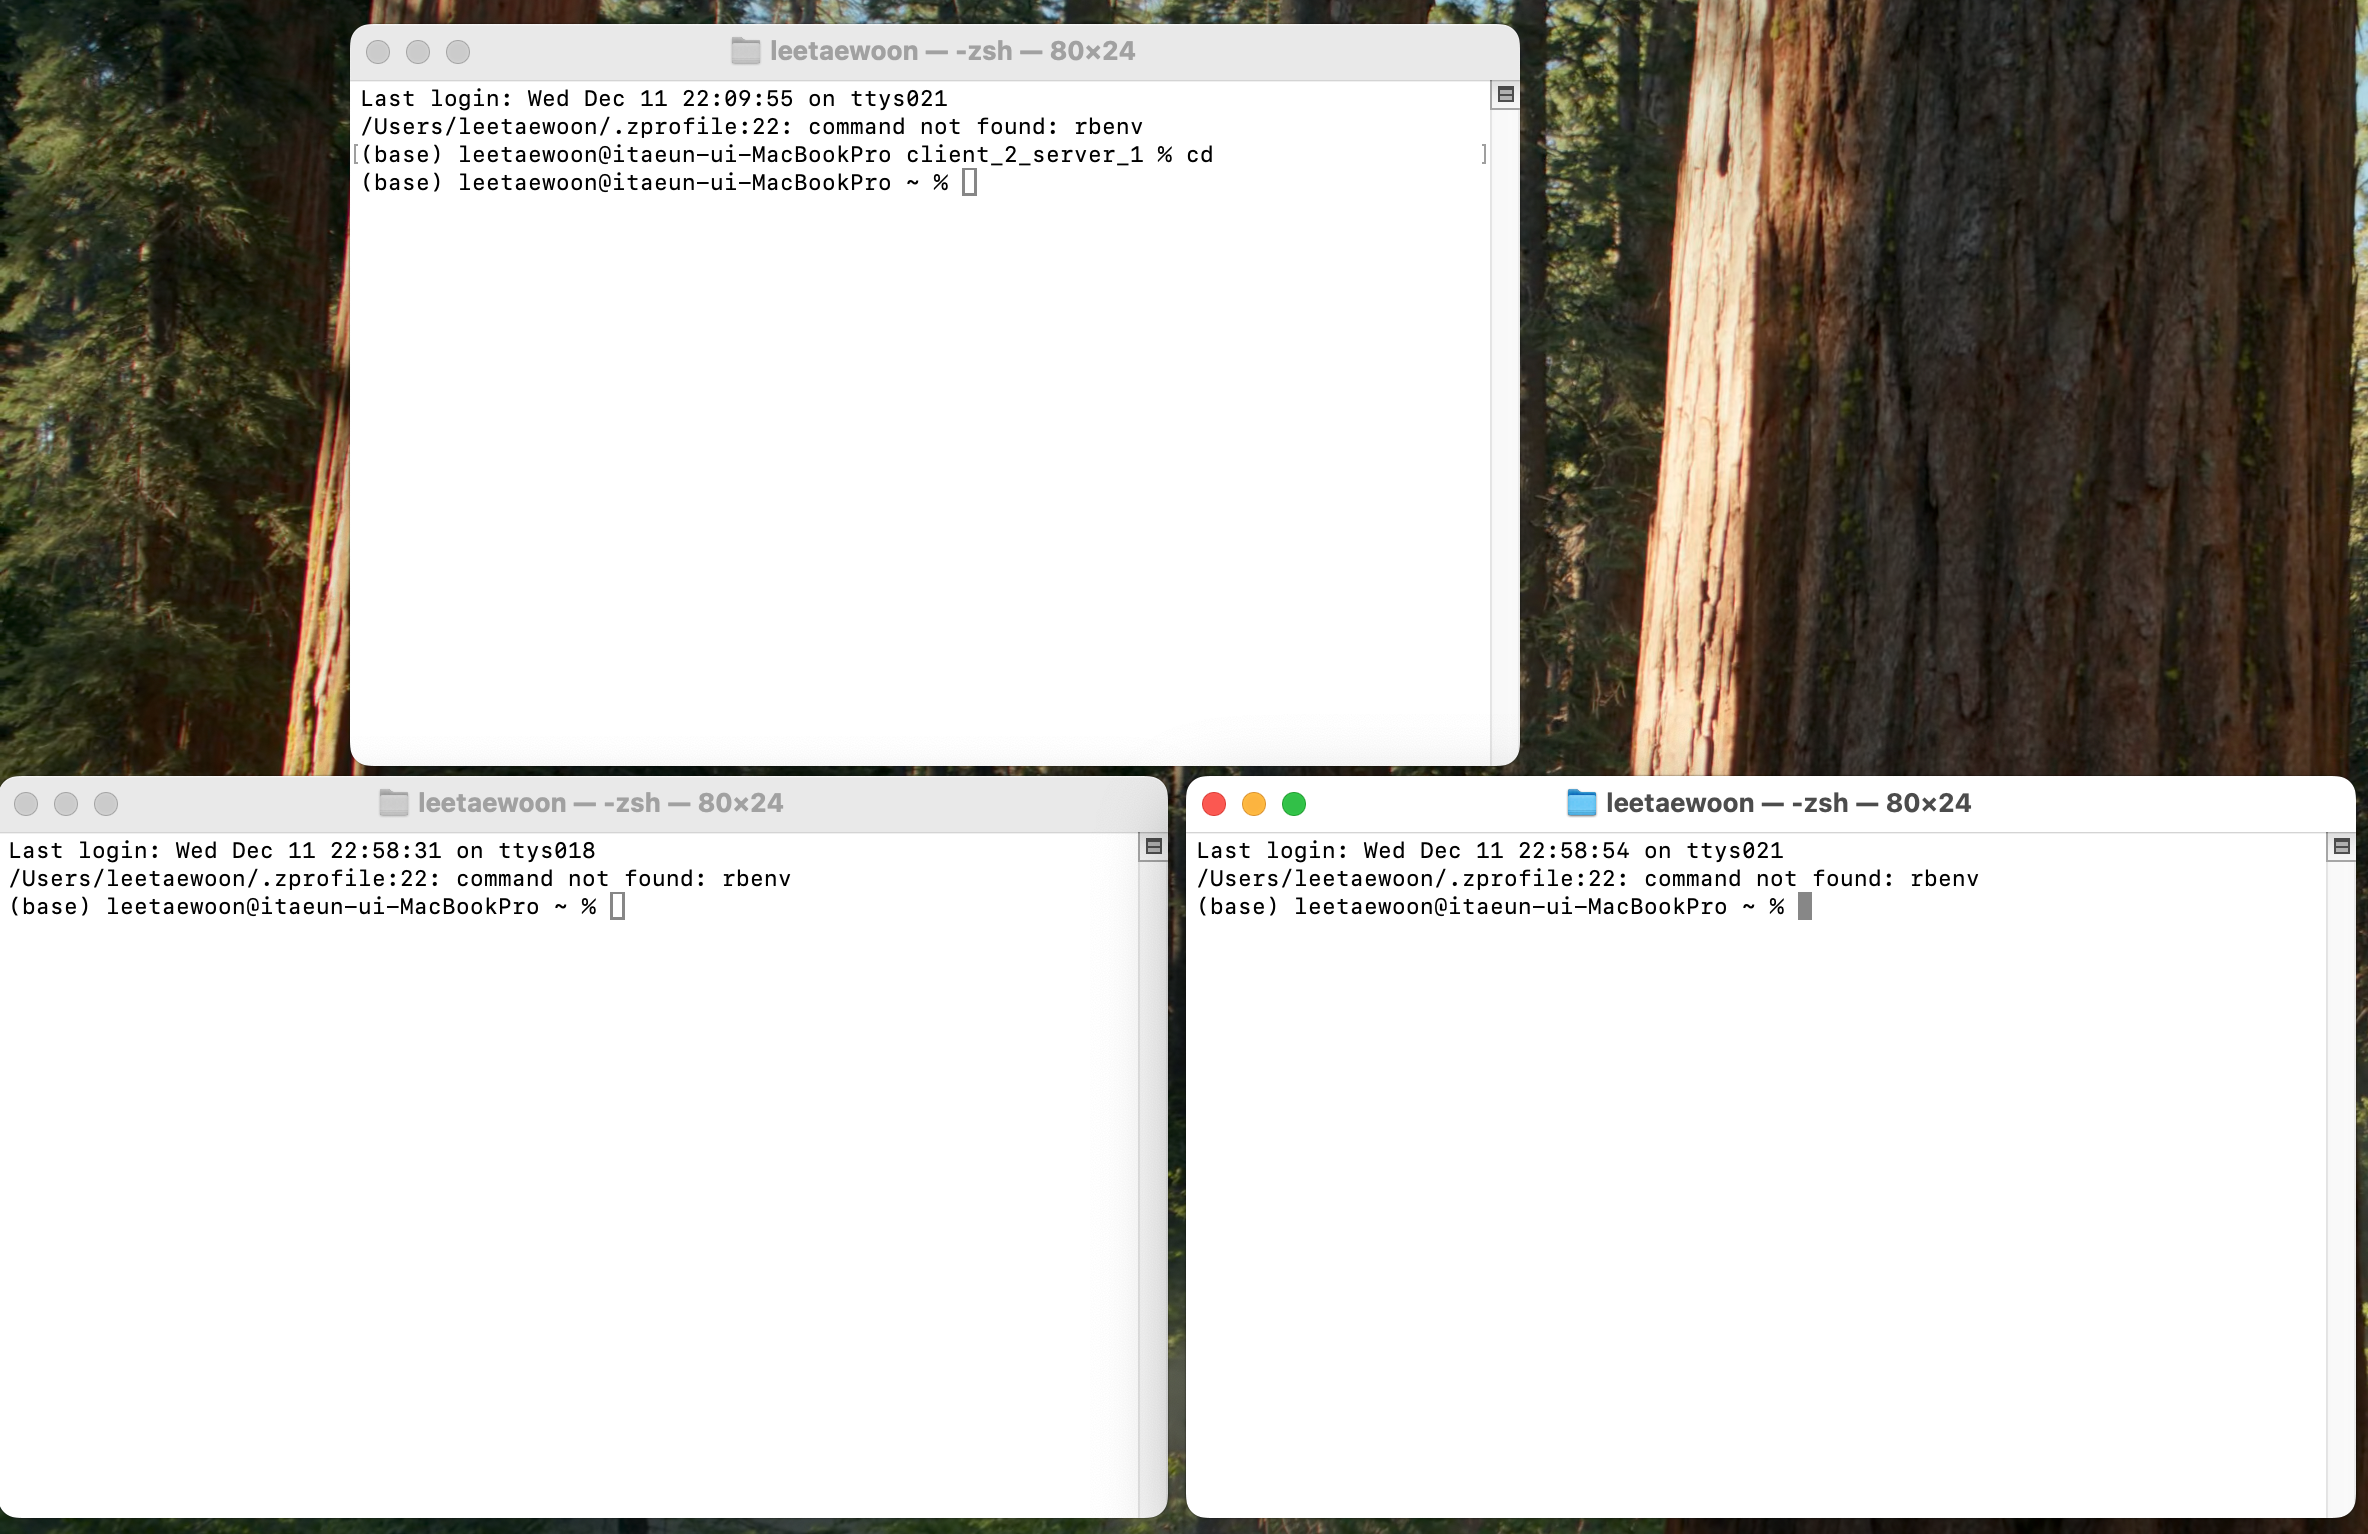 leetaewoon — -zsh — 80×24
Last login: Wed Dec 11 22:09:55 on ttys021
/Users/leetaewoon/.zprofile:22: command not found: rbenv
[(base) leetaewoon@itaeun-ui-MacBookPro client_2_server_1 % cd ]
(base) leetaewoon@itaeun-ui-MacBookPro ~ %
leetaewoon — -zsh — 80×24
Last login: Wed Dec 11 22:58:31 on ttys018
/Users/leetaewoon/.zprofile:22: command not found: rbenv
(base) leetaewoon@itaeun-ui-MacBookPro ~ %
leetaewoon — -zsh — 80×24
Last login: Wed Dec 11 22:58:54 on ttys021
/Users/leetaewoon/.zprofile:22: command not found: rbenv
(base) leetaewoon@itaeun-ui-MacBookPro ~ %